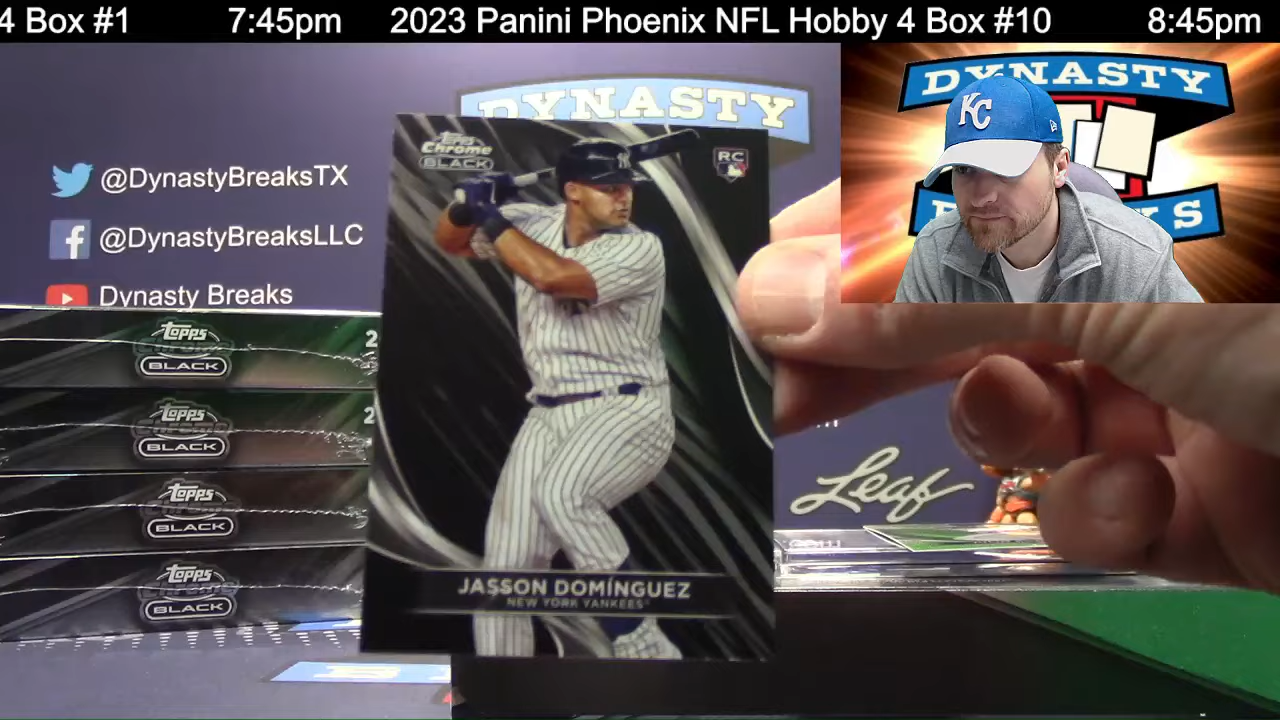 4 Box #1 7:45pm 2023 Panini Phoenix NFL Hobby 4 Box #10 8:45pm
DYNASTY
DYNASTY
KC
S
@DynastyBreaksTX
@DynastyBreaksLLC
Dynasty Breaks
Topps
Chrome
BLACK
RC
Topps
Chrome
BLACK
2
Topps
Chrome
BLACK
2
Topps
Chrome
BLACK
Topps
Chrome
BLACK
Leaf
JASSON DOMÍNGUEZ
NEW YORK YANKEES